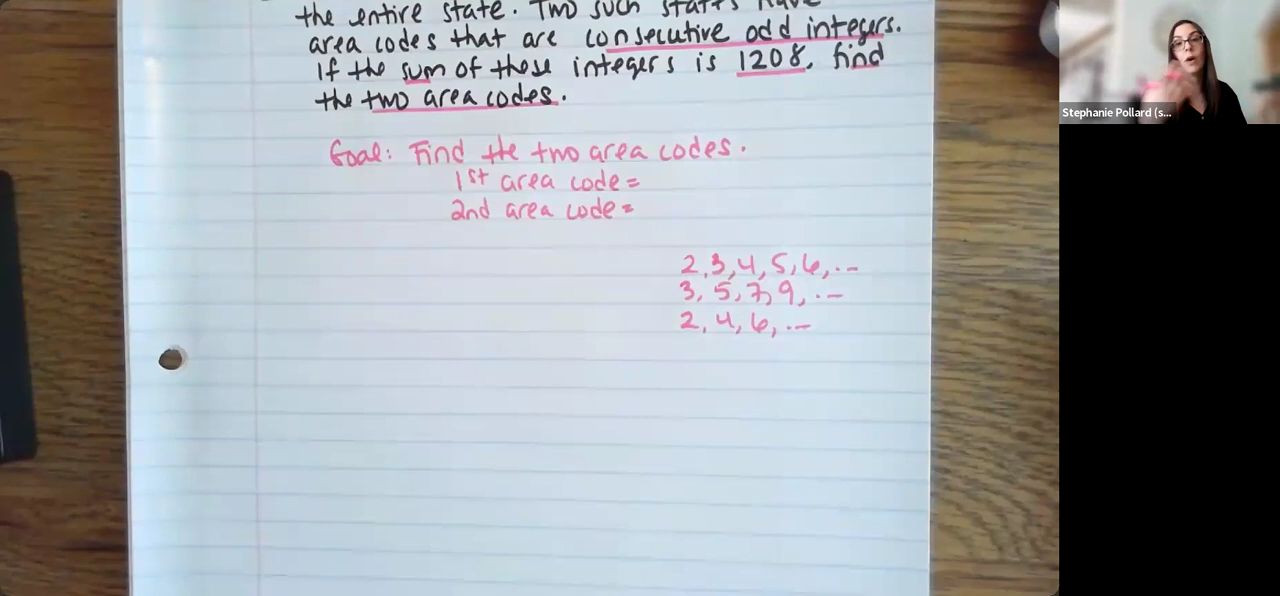 the entire state. Two such states have
area codes that are consecutive odd integers.
If the sum of these integers is 1208, find
the two area codes.
Goal: Find the two area codes.
1st area code=
2nd area code=
2,3,4,5,6,...
3, 5, 7, 9, ...
2, 4, 6, ...
Stephanie Pollard (s...